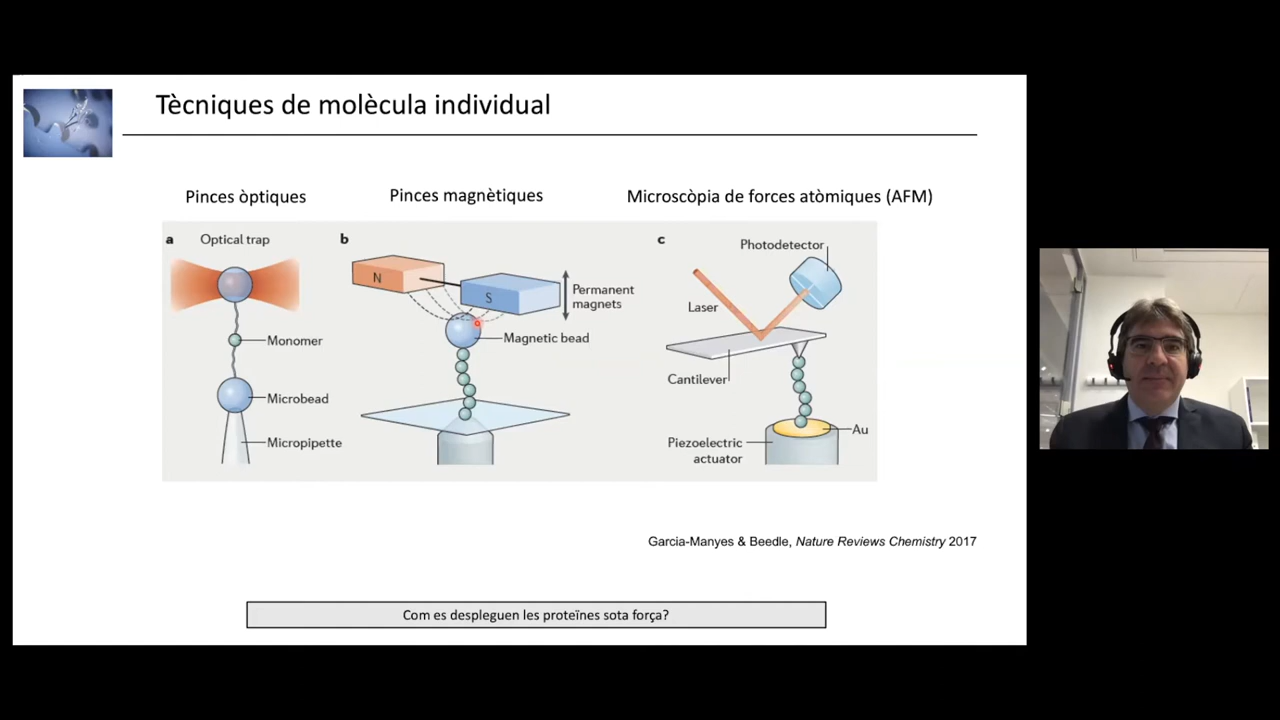 Tècniques de molècula individual
Pinces òptiques
Pinces magnètiques
Microscòpia de forces atòmiques (AFM)
a
Optical trap
Monomer
Microbead
Micropipette
b
N
S
Permanent
magnets
Magnetic bead
c
Photodetector
Laser
Cantilever
Au
Piezoelectric
actuator
Garcia-Manyes & Beedle, Nature Reviews Chemistry 2017
Com es despleguen les proteïnes sota força?